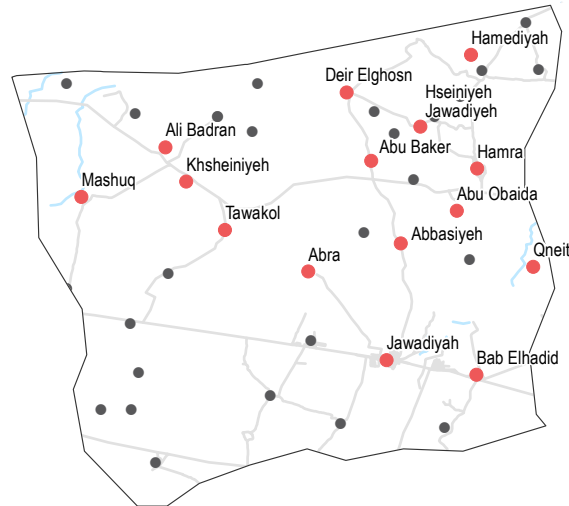 Hamediyah
Deir Elghosn
Hseiniyeh
Jawadiyeh
Ali Badran
Abu Baker
Hamra
Khsheiniyeh
Mashuq
Abu Obaida
Tawakol
Abbasiyeh
Qneit
Abra
Jawadiyah
Bab Elhadid